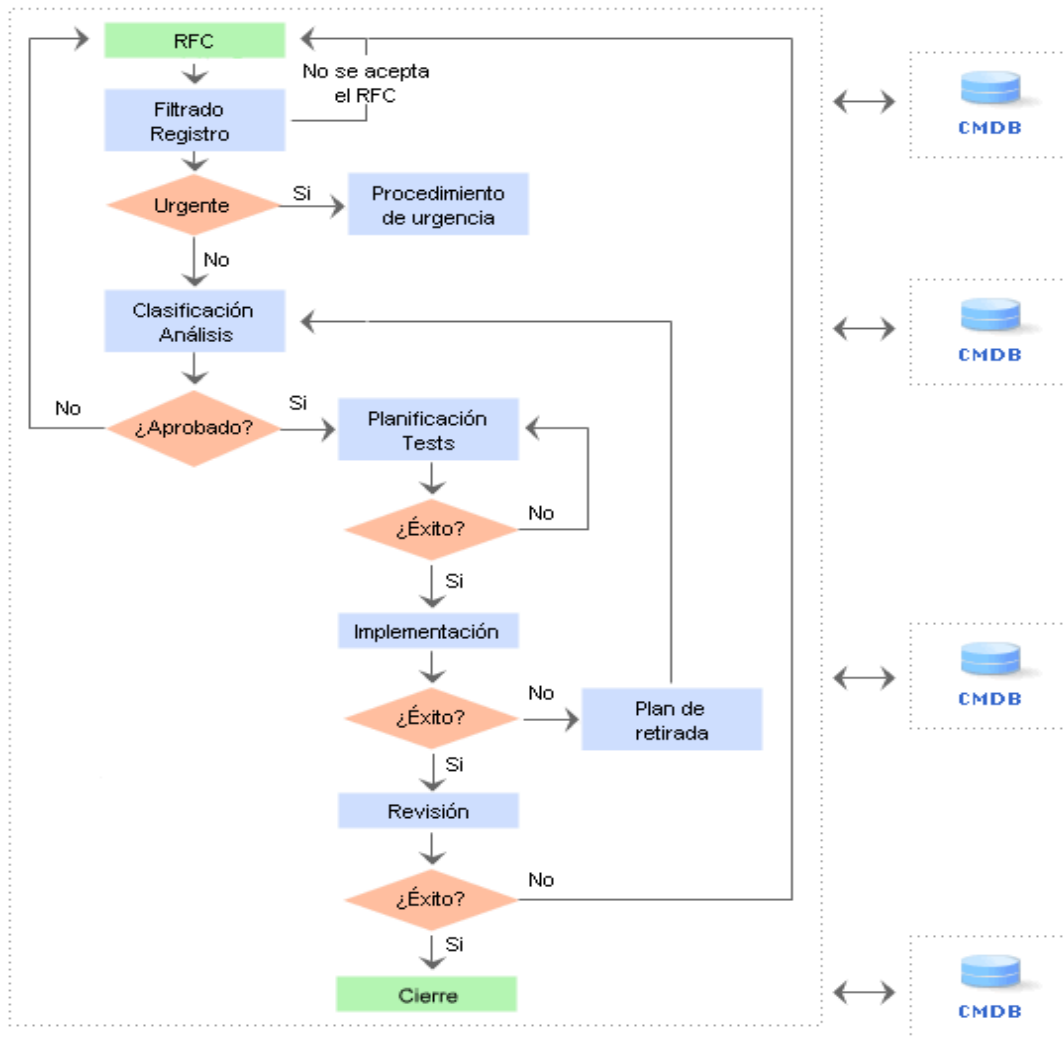 RFC
No se acepta
el RFC
Filtrado
Registro
CMDB
Urgente
Si
Procedimiento
de urgencia
No
Clasificación
Análisis
CMDB
¿Aprobado?
No
Si
Planificación
Tests
¿Éxito?
No
Si
Implementación
¿Éxito?
No
Plan de
retirada
CMDB
Si
Revisión
¿Éxito?
No
Si
Cierre
CMDB